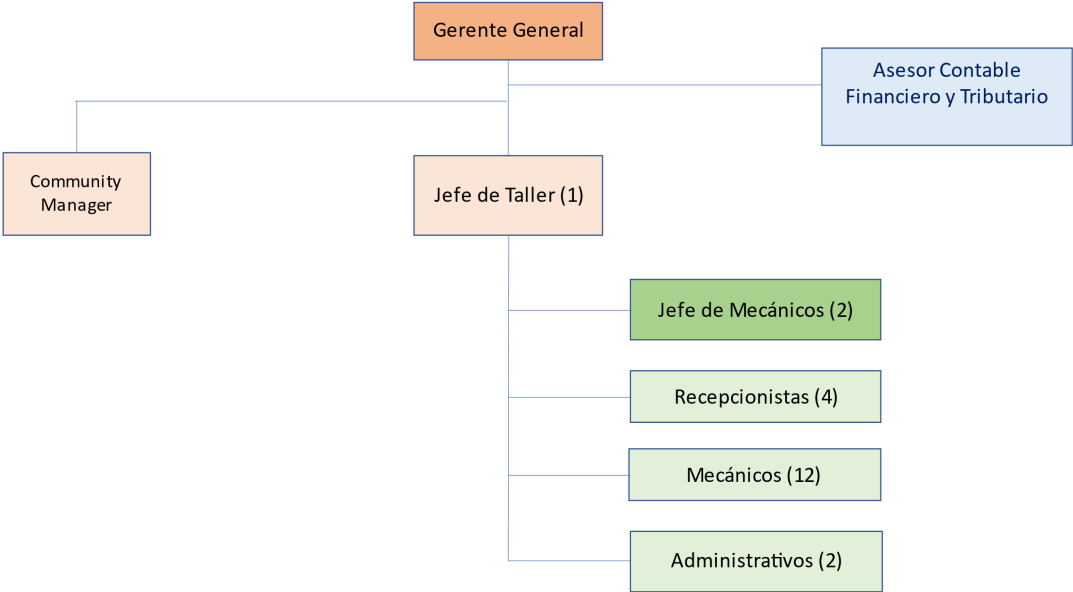 Gerente General
Asesor Contable
Financiero y Tributario
Community
Manager
Jefe de Taller (1)
Jefe de Mecánicos (2)
Recepcionistas (4)
Mecánicos (12)
Administrativos (2)